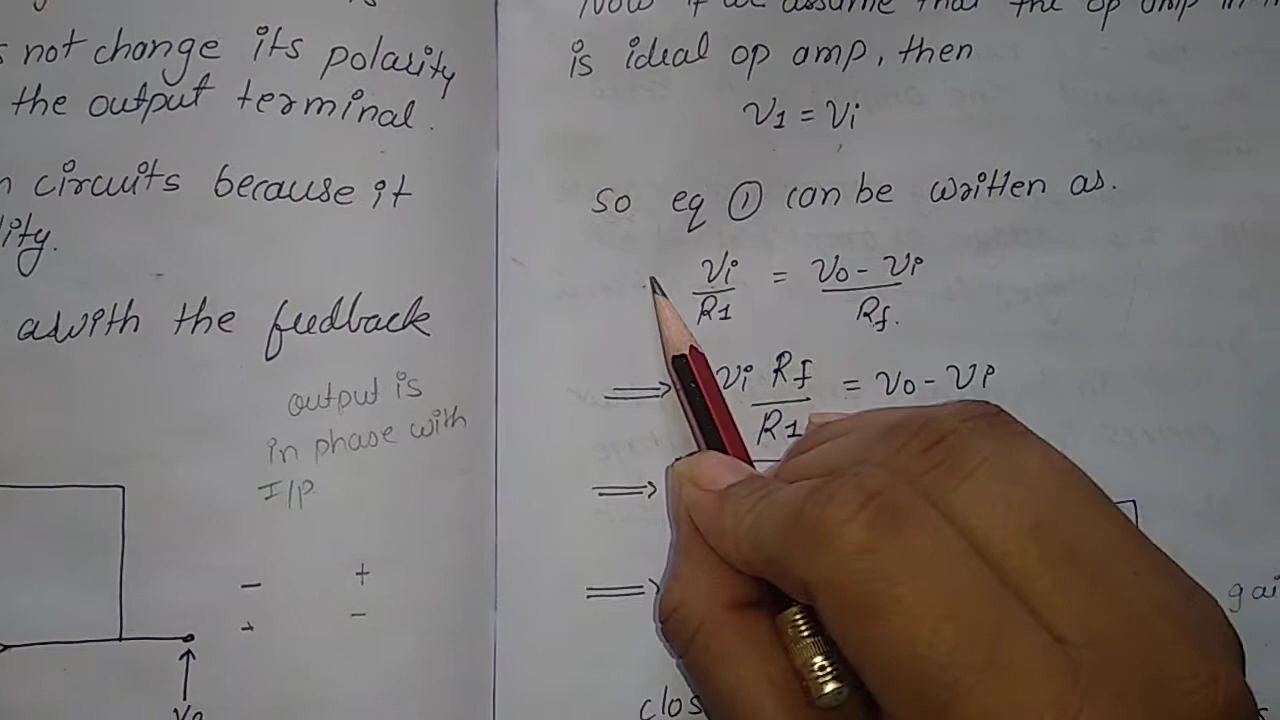 not change its polarity
the output terminal.
circuits because it
with the feedback
output is
in phase with
I/P.
- +
+ -
Now if we assume that the op amp in
is ideal op amp, then
V1 = Vi
so eq ① can be written as.
Vi/R1 = Vo - Vi/Rf.
⇒ Vi Rf/R1 = Vo - Vi
⇒
⇒